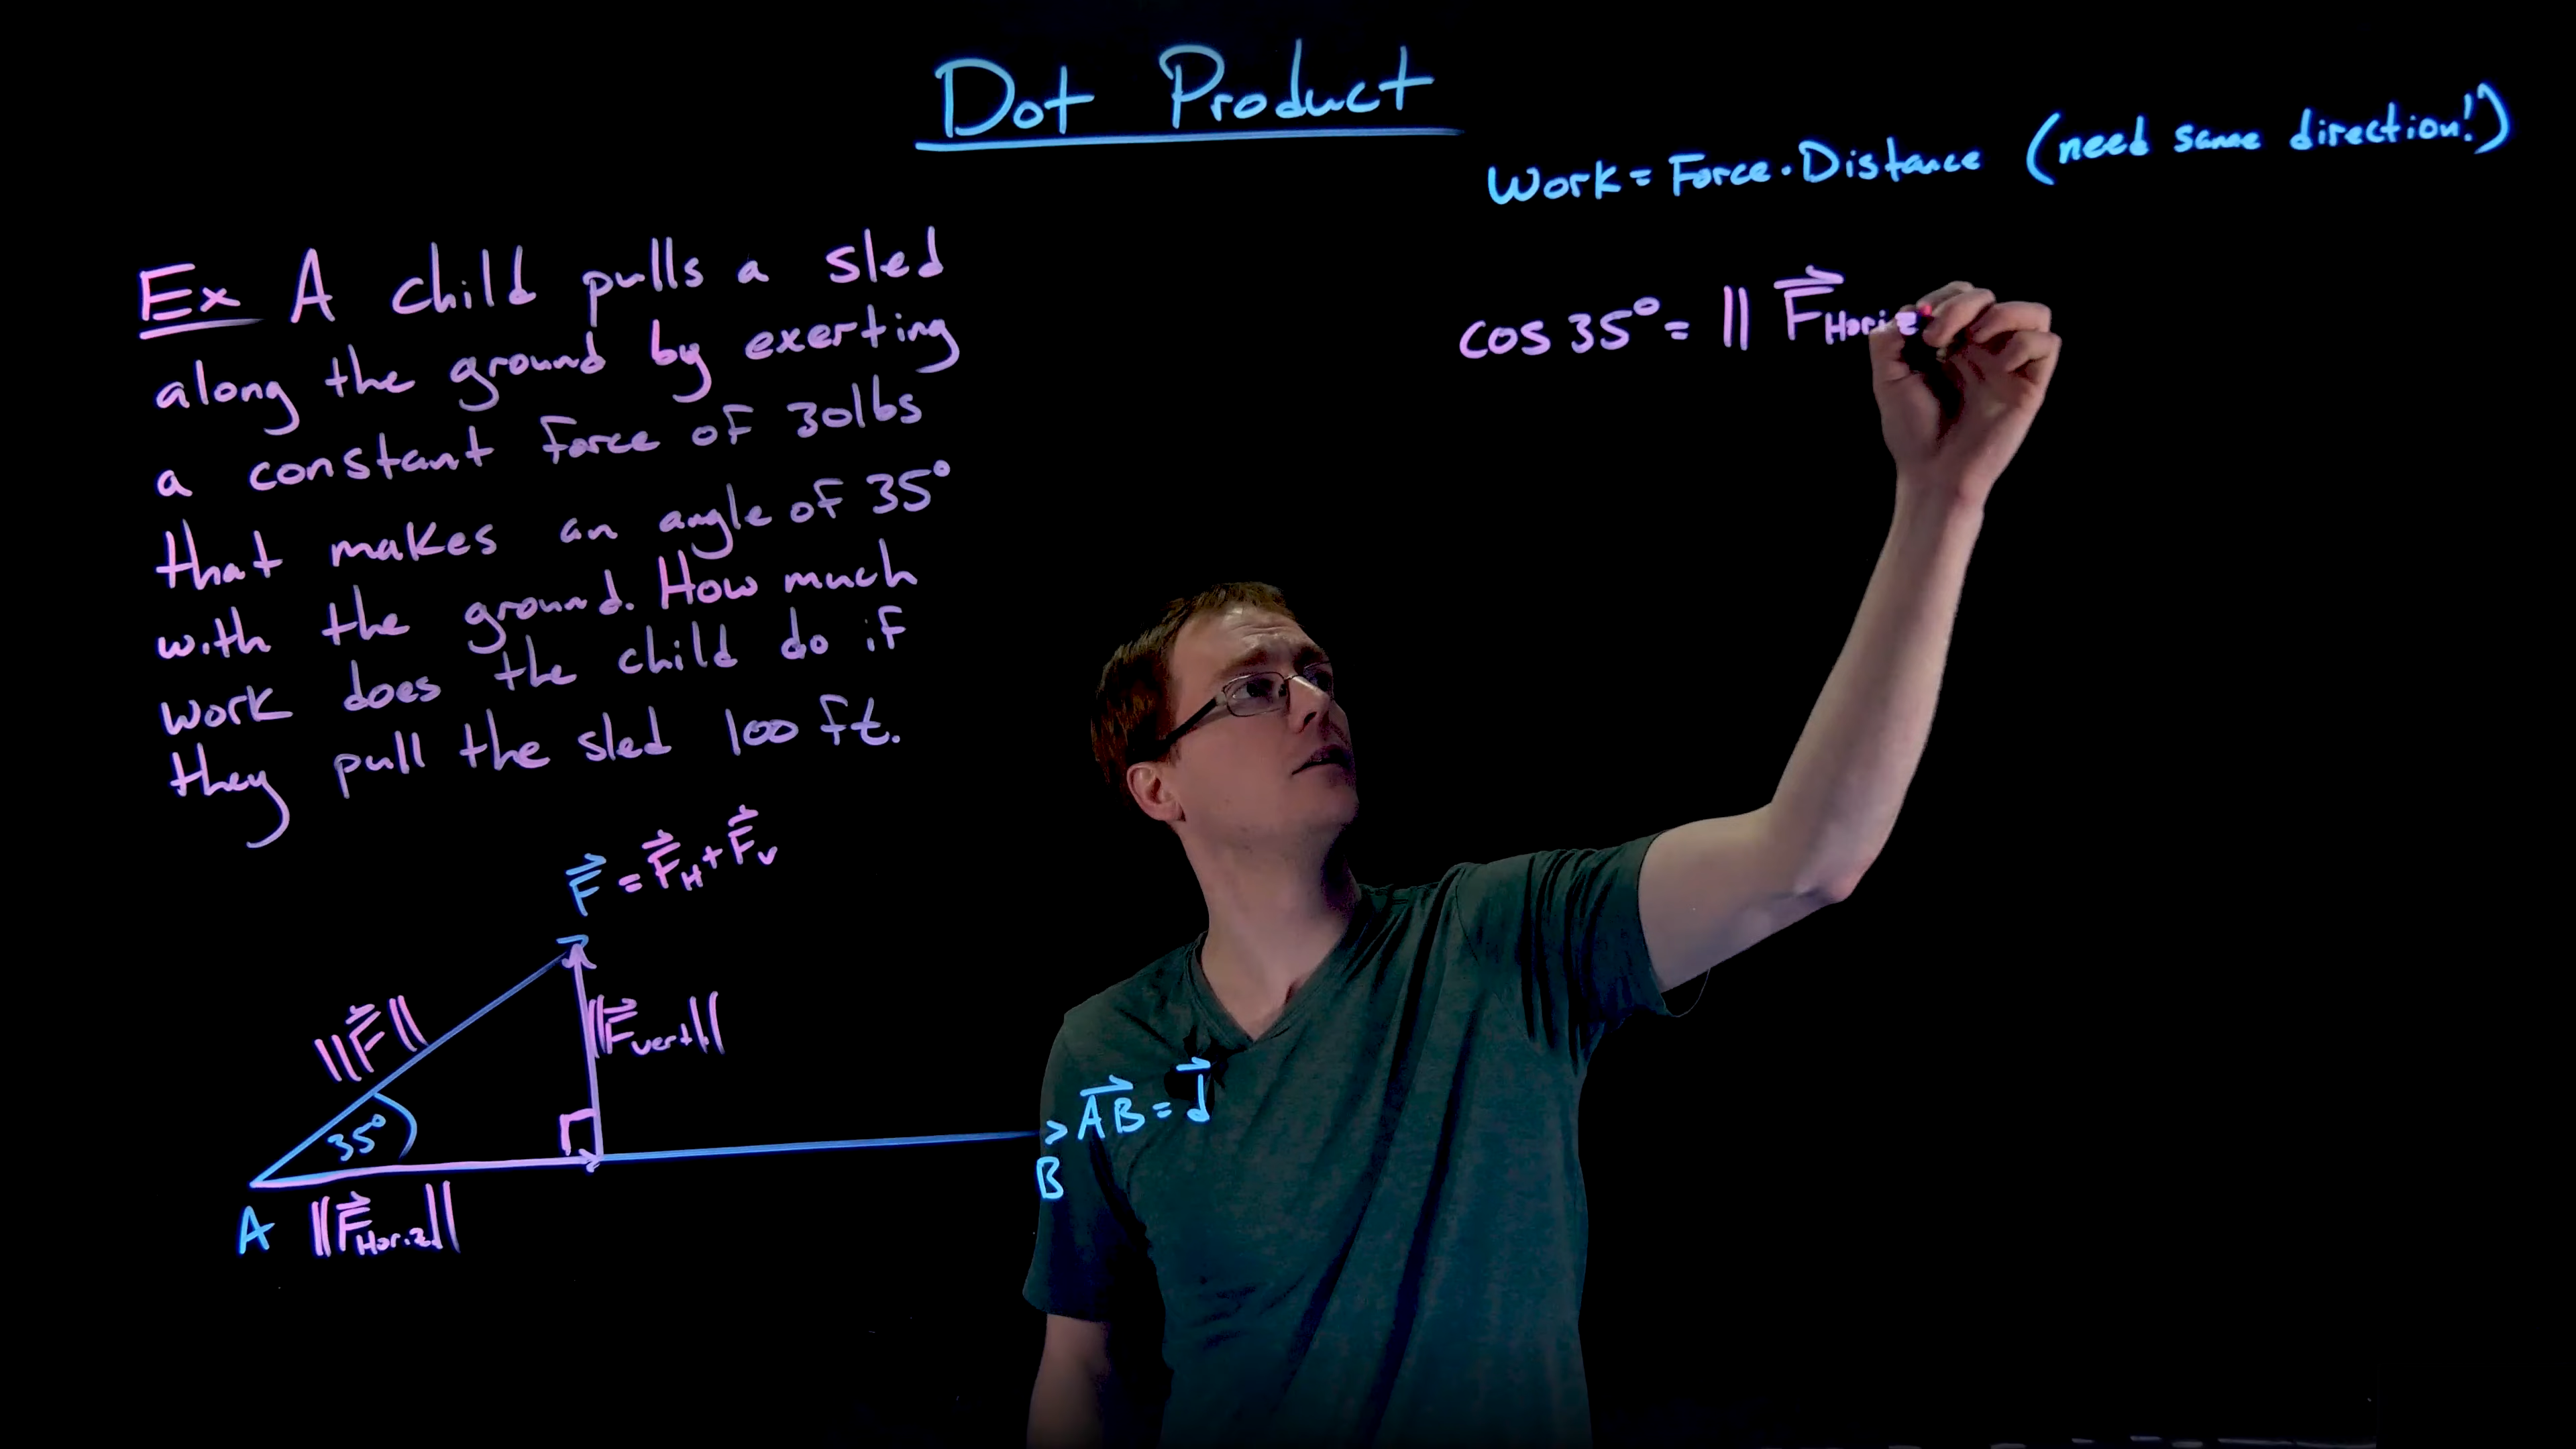 Dot Product
Work = Force · Distance (need same direction!)
Ex A child pulls a sled
along the ground by exerting
a constant force of 30lbs
that makes an angle of 35°
with the ground. How much
work does the child do if
they pull the sled 100 ft.
cos 35° = || F⃗Horiz
F⃗ = F⃗H + F⃗V
||F⃗||
||F⃗vert||
35°
A⃗B⃗ = d⃗
B
A
||F⃗Horiz||